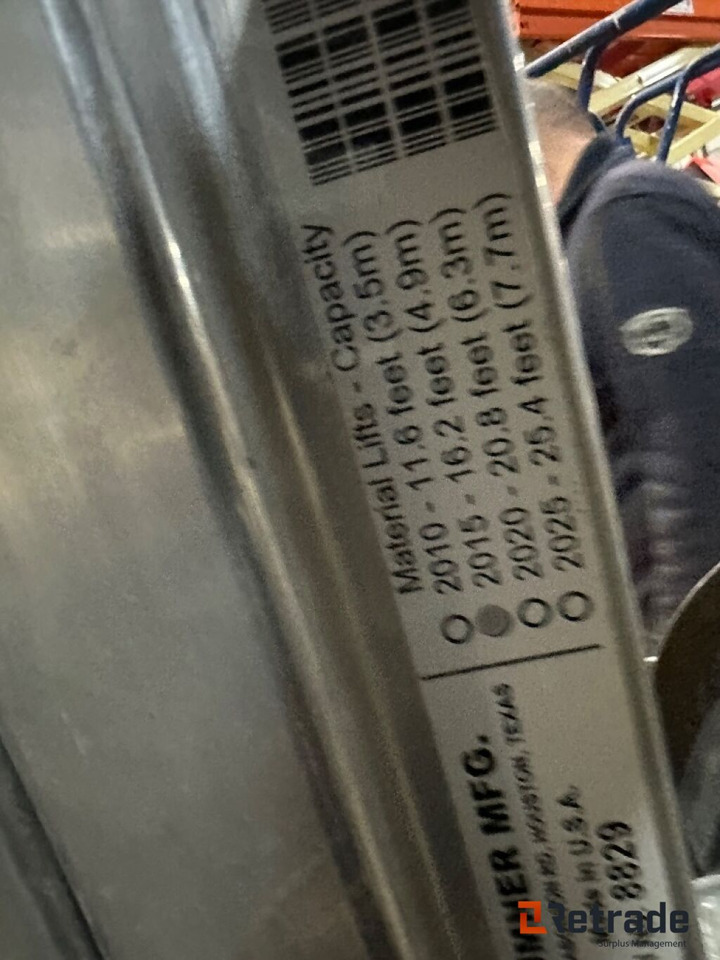 Material Lifts - Capacity
2010 - 11.6 feet (3.5m)
2015 - 16.2 feet (4.9m)
2020 - 20.8 feet (6.3m)
2025 - 25.4 feet (7.7m)
MFG.
HOUSTON, TEXAS
in U.S.A.
8829
Retrade
Surplus Management